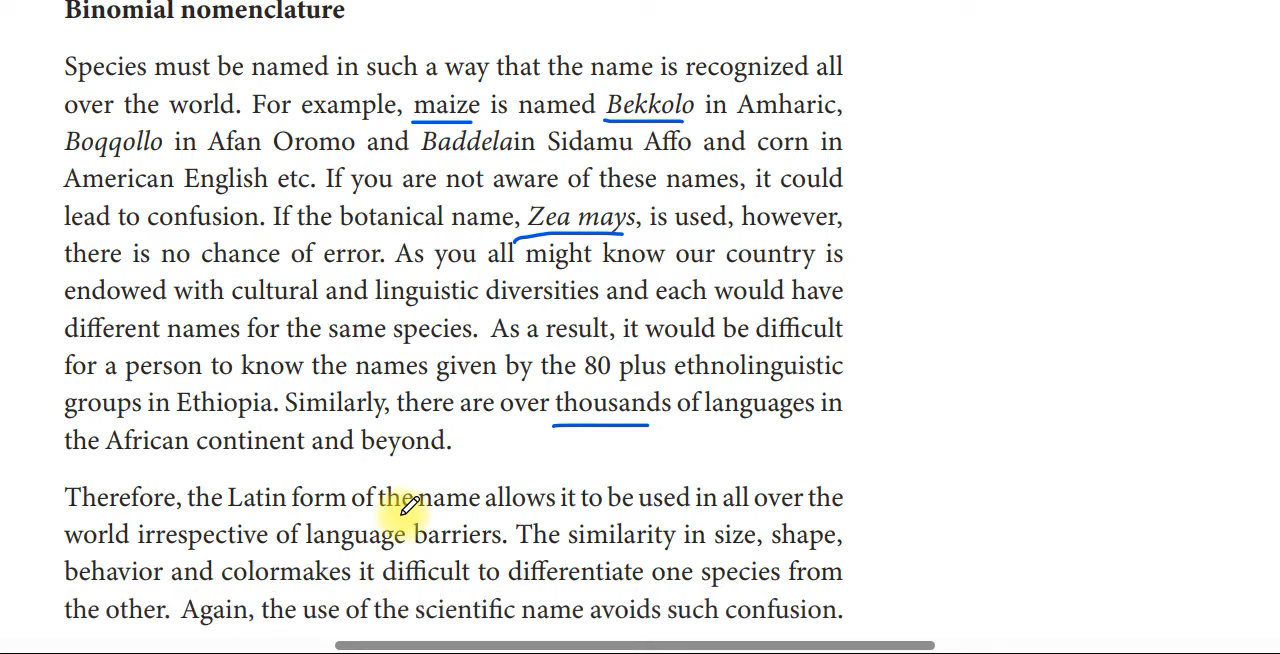 Binomial nomenclature
Species must be named in such a way that the name is recognized all
over the world. For example, maize is named Bekkolo in Amharic,
Boqqollo in Afan Oromo and Baddelain Sidamu Affo and corn in
American English etc. If you are not aware of these names, it could
lead to confusion. If the botanical name, Zea mays, is used, however,
there is no chance of error. As you all might know our country is
endowed with cultural and linguistic diversities and each would have
different names for the same species. As a result, it would be difficult
for a person to know the names given by the 80 plus ethnolinguistic
groups in Ethiopia. Similarly, there are over thousands of languages in
the African continent and beyond.
Therefore, the Latin form of the name allows it to be used in all over the
world irrespective of language barriers. The similarity in size, shape,
behavior and colormakes it difficult to differentiate one species from
the other. Again, the use of the scientific name avoids such confusion.